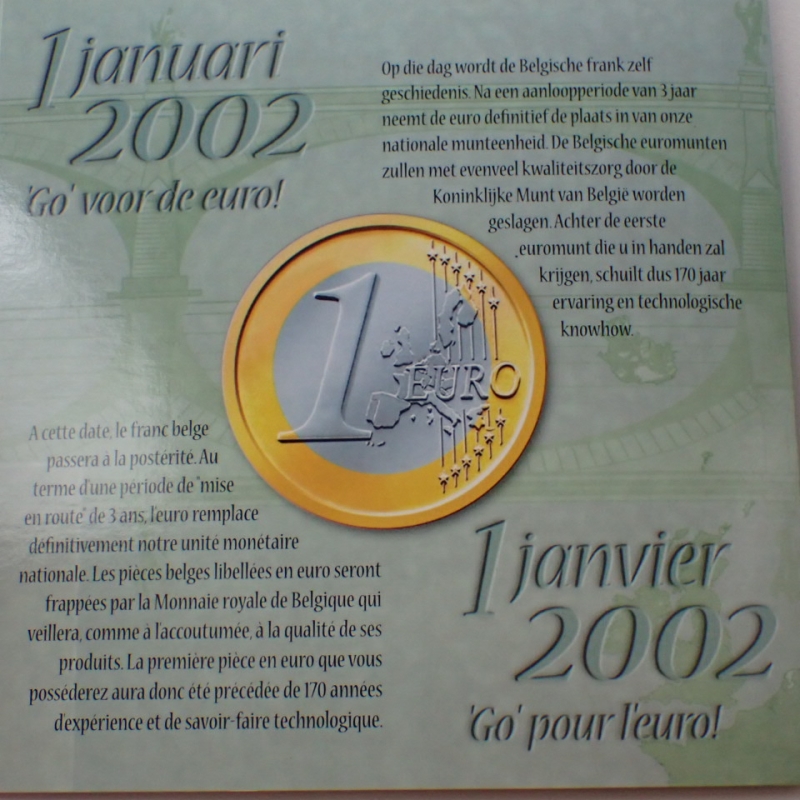 1 januari
2002
'Go' voor de euro!
Op die dag wordt de Belgische frank zelf
geschiedenis. Na een aanloopperiode van 3 jaar
neemt de euro definitief de plaats in van onze
nationale munteenheid. De Belgische euromunten
zullen met evenveel kwaliteitszorg door de
Koninklijke Munt van België worden
geslagen. Achter de eerste
euromunt die u in handen zal
krijgen, schuilt dus 170 jaar
ervaring en technologische
knowhow.
1 EURO
A cette date, le franc belge
passera à la postérité. Au
terme d'une période de "mise
en route" de 3 ans, l'euro remplace
définitivement notre unité monétaire
nationale. Les pièces belges libellées en euro seront
frappées par la Monnaie royale de Belgique qui
veillera, comme à l'accoutumée, à la qualité de ses
produits. La première pièce en euro que vous
posséderez aura donc été précédée de 170 années
d'expérience et de savoir-faire technologique.
1 janvier
2002
'Go' pour l'euro!